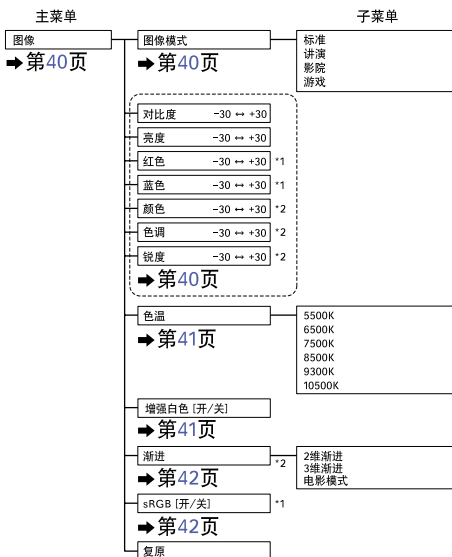 主菜单
子菜单
图像
➡第40页
图像模式
➡第40页
标准
讲演
影院
游戏
对比度 -30 ↔ +30
亮度 -30 ↔ +30
红色 -30 ↔ +30 *1
蓝色 -30 ↔ +30 *1
颜色 -30 ↔ +30 *2
色调 -30 ↔ +30 *2
锐度 -30 ↔ +30 *2
➡第40页
色温
➡第41页
5500K
6500K
7500K
8500K
9300K
10500K
增强白色 [开/关]
➡第41页
渐进 *2
➡第42页
2维渐进
3维渐进
电影模式
sRGB [开/关] *1
➡第42页
复原